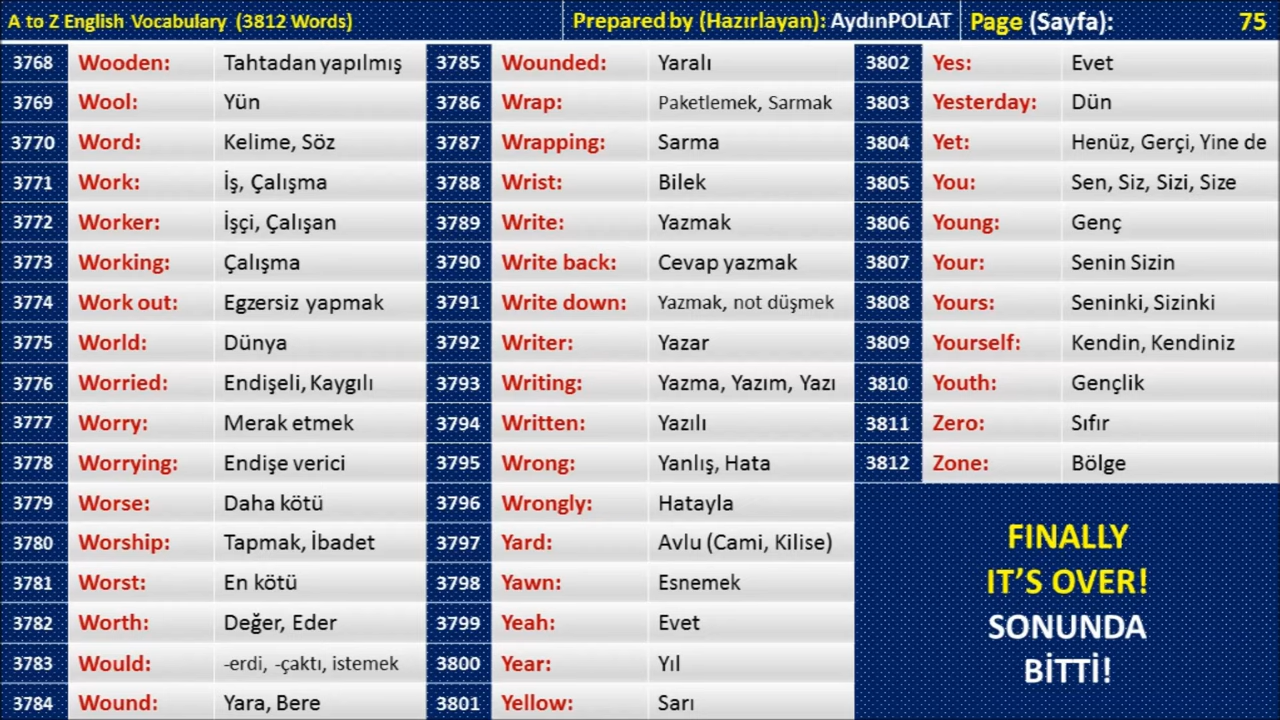 A to Z English Vocabulary (3812 Words) Prepared by (Hazırlayan): AydınPOLAT Page (Sayfa): 75
3768 Wooden: Tahtadan yapılmış
3769 Wool: Yün
3770 Word: Kelime, Söz
3771 Work: İş, Çalışma
3772 Worker: İşçi, Çalışan
3773 Working: Çalışma
3774 Work out: Egzersiz yapmak
3775 World: Dünya
3776 Worried: Endişeli, Kaygılı
3777 Worry: Merak etmek
3778 Worrying: Endişe verici
3779 Worse: Daha kötü
3780 Worship: Tapmak, İbadet
3781 Worst: En kötü
3782 Worth: Değer, Eder
3783 Would: -erdi, -çaktı, istemek
3784 Wound: Yara, Bere
3785 Wounded: Yaralı
3786 Wrap: Paketlemek, Sarmak
3787 Wrapping: Sarma
3788 Wrist: Bilek
3789 Write: Yazmak
3790 Write back: Cevap yazmak
3791 Write down: Yazmak, not düşmek
3792 Writer: Yazar
3793 Writing: Yazma, Yazım, Yazı
3794 Written: Yazılı
3795 Wrong: Yanlış, Hata
3796 Wrongly: Hatayla
3797 Yard: Avlu (Cami, Kilise)
3798 Yawn: Esnemek
3799 Yeah: Evet
3800 Year: Yıl
3801 Yellow: Sarı
3802 Yes: Evet
3803 Yesterday: Dün
3804 Yet: Henüz, Gerçi, Yine de
3805 You: Sen, Siz, Sizi, Size
3806 Young: Genç
3807 Your: Senin Sizin
3808 Yours: Seninki, Sizinki
3809 Yourself: Kendin, Kendiniz
3810 Youth: Gençlik
3811 Zero: Sıfır
3812 Zone: Bölge
FINALLY
IT'S OVER!
SONUNDA
BİTTİ!